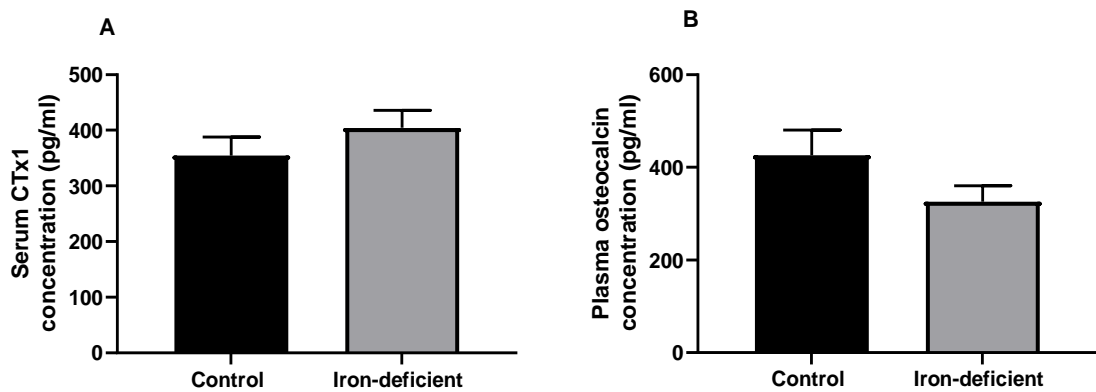 A
Serum CTx1
concentration (pg/ml)
500
400
300
200
100
0
Control
Iron-deficient
B
Plasma osteocalcin
concentration (pg/ml)
600
400
200
0
Control
Iron-deficient